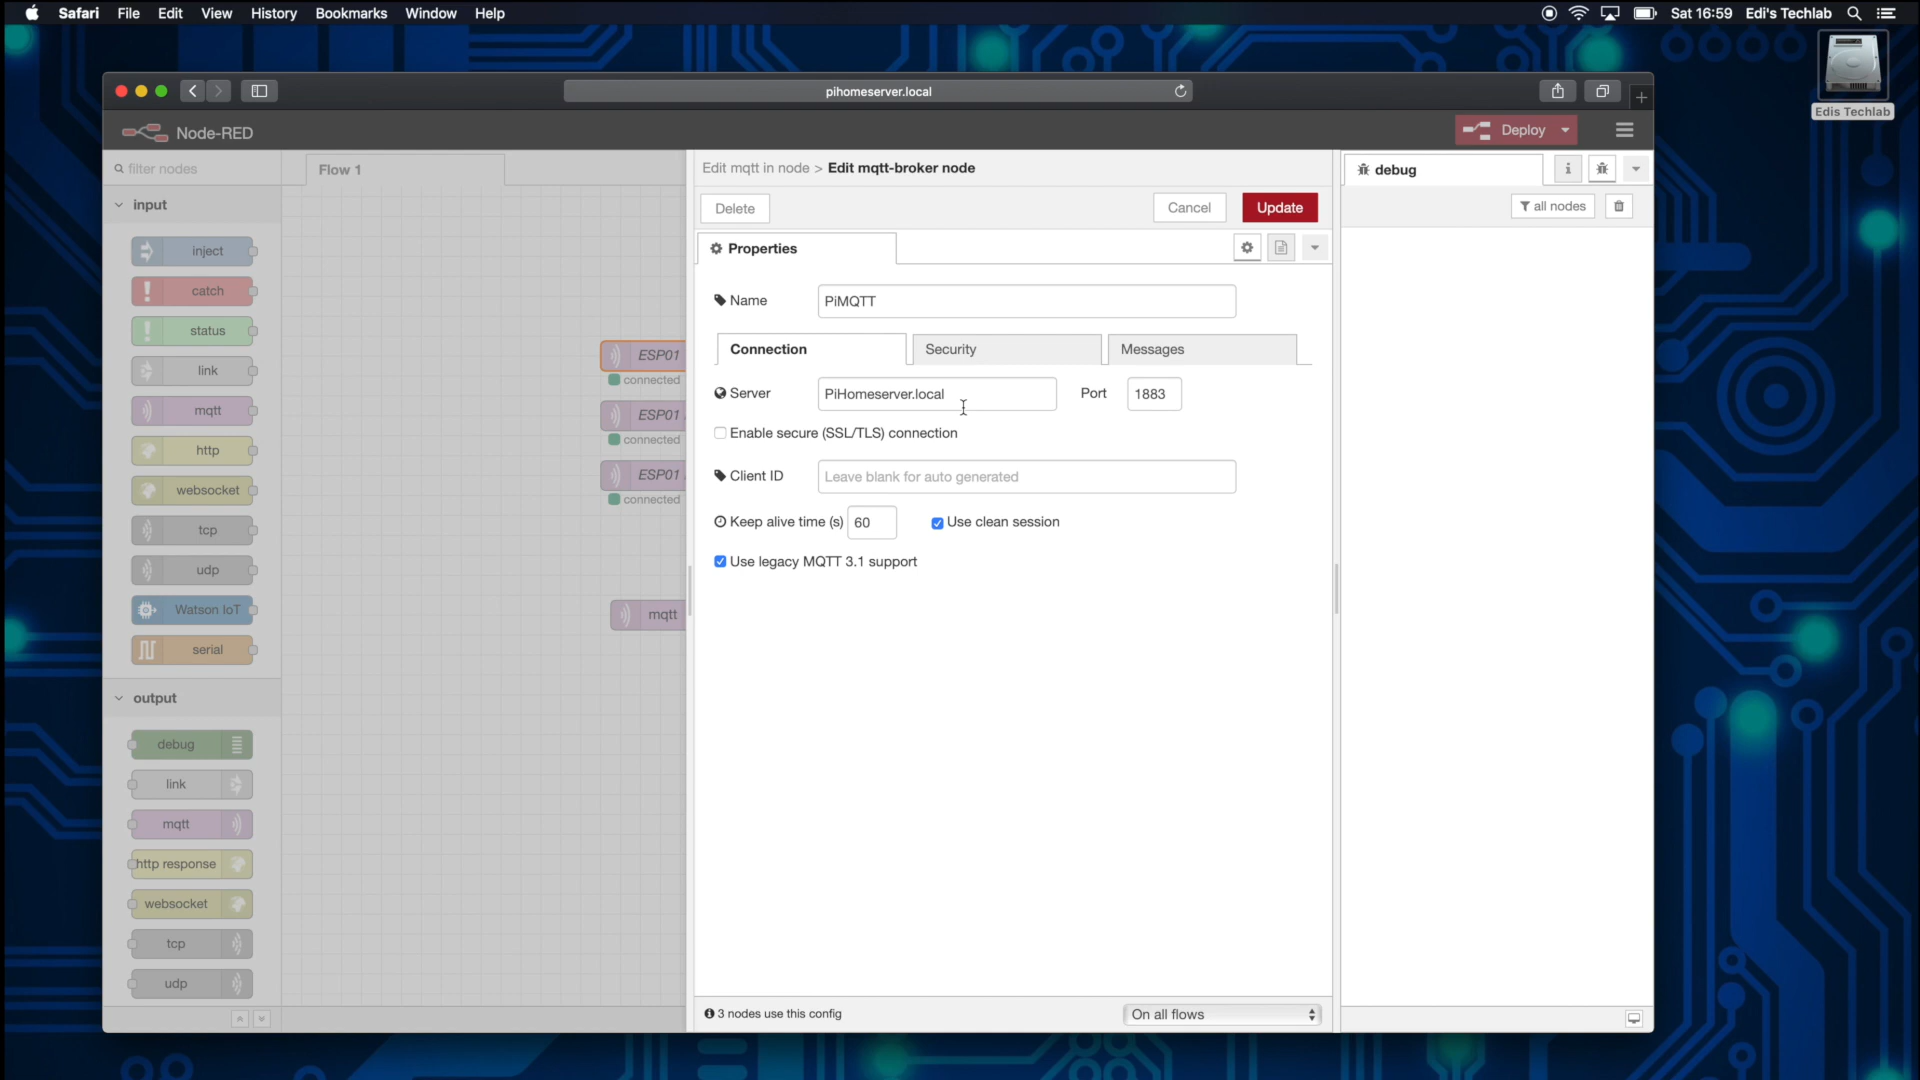 Safari File Edit View History Bookmarks Window Help
Sat 16:59 Edi's Techlab
Edis Techlab
pihomeserver.local
Node-RED
Deploy
filter nodes
Flow 1
input
inject
catch
status
link
mqtt
http
websocket
tcp
udp
Watson IoT
serial
output
debug
link
mqtt
http response
websocket
tcp
udp
ESP01
connected
ESP01
connected
ESP01
connected
mqtt
Edit mqtt in node > Edit mqtt-broker node
Delete
Cancel
Update
Properties
Name
PiMQTT
Connection
Security
Messages
Server
PiHomeserver.local
Port
1883
Enable secure (SSL/TLS) connection
Client ID
Leave blank for auto generated
Keep alive time (s)
60
Use clean session
Use legacy MQTT 3.1 support
3 nodes use this config
On all flows
debug
i
all nodes